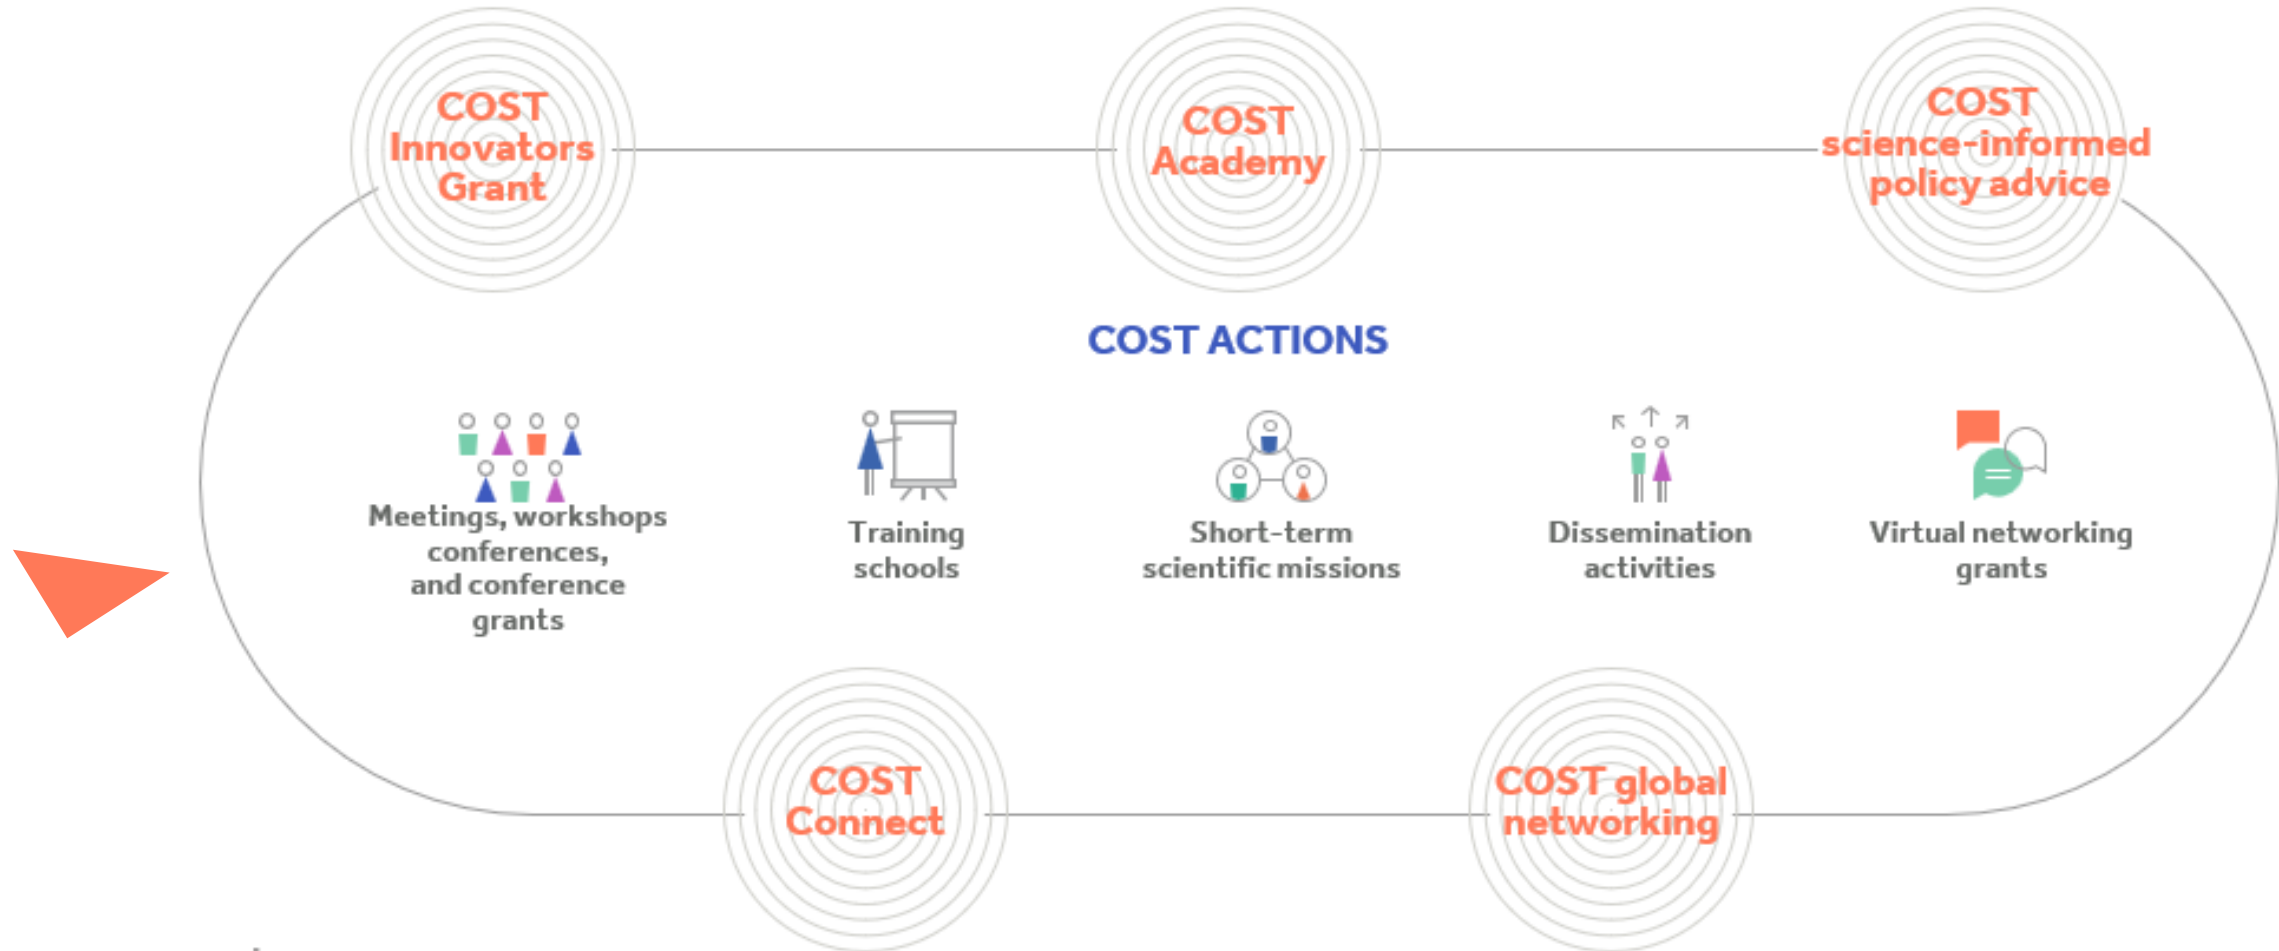 COST
Innovators
Grant
COST
Academy
COST
science-informed
policy advice
COST ACTIONS
Meetings, workshops
conferences,
and conference
grants
Training
schools
Short-term
scientific missions
Dissemination
activities
Virtual networking
grants
COST
Connect
COST global
networking